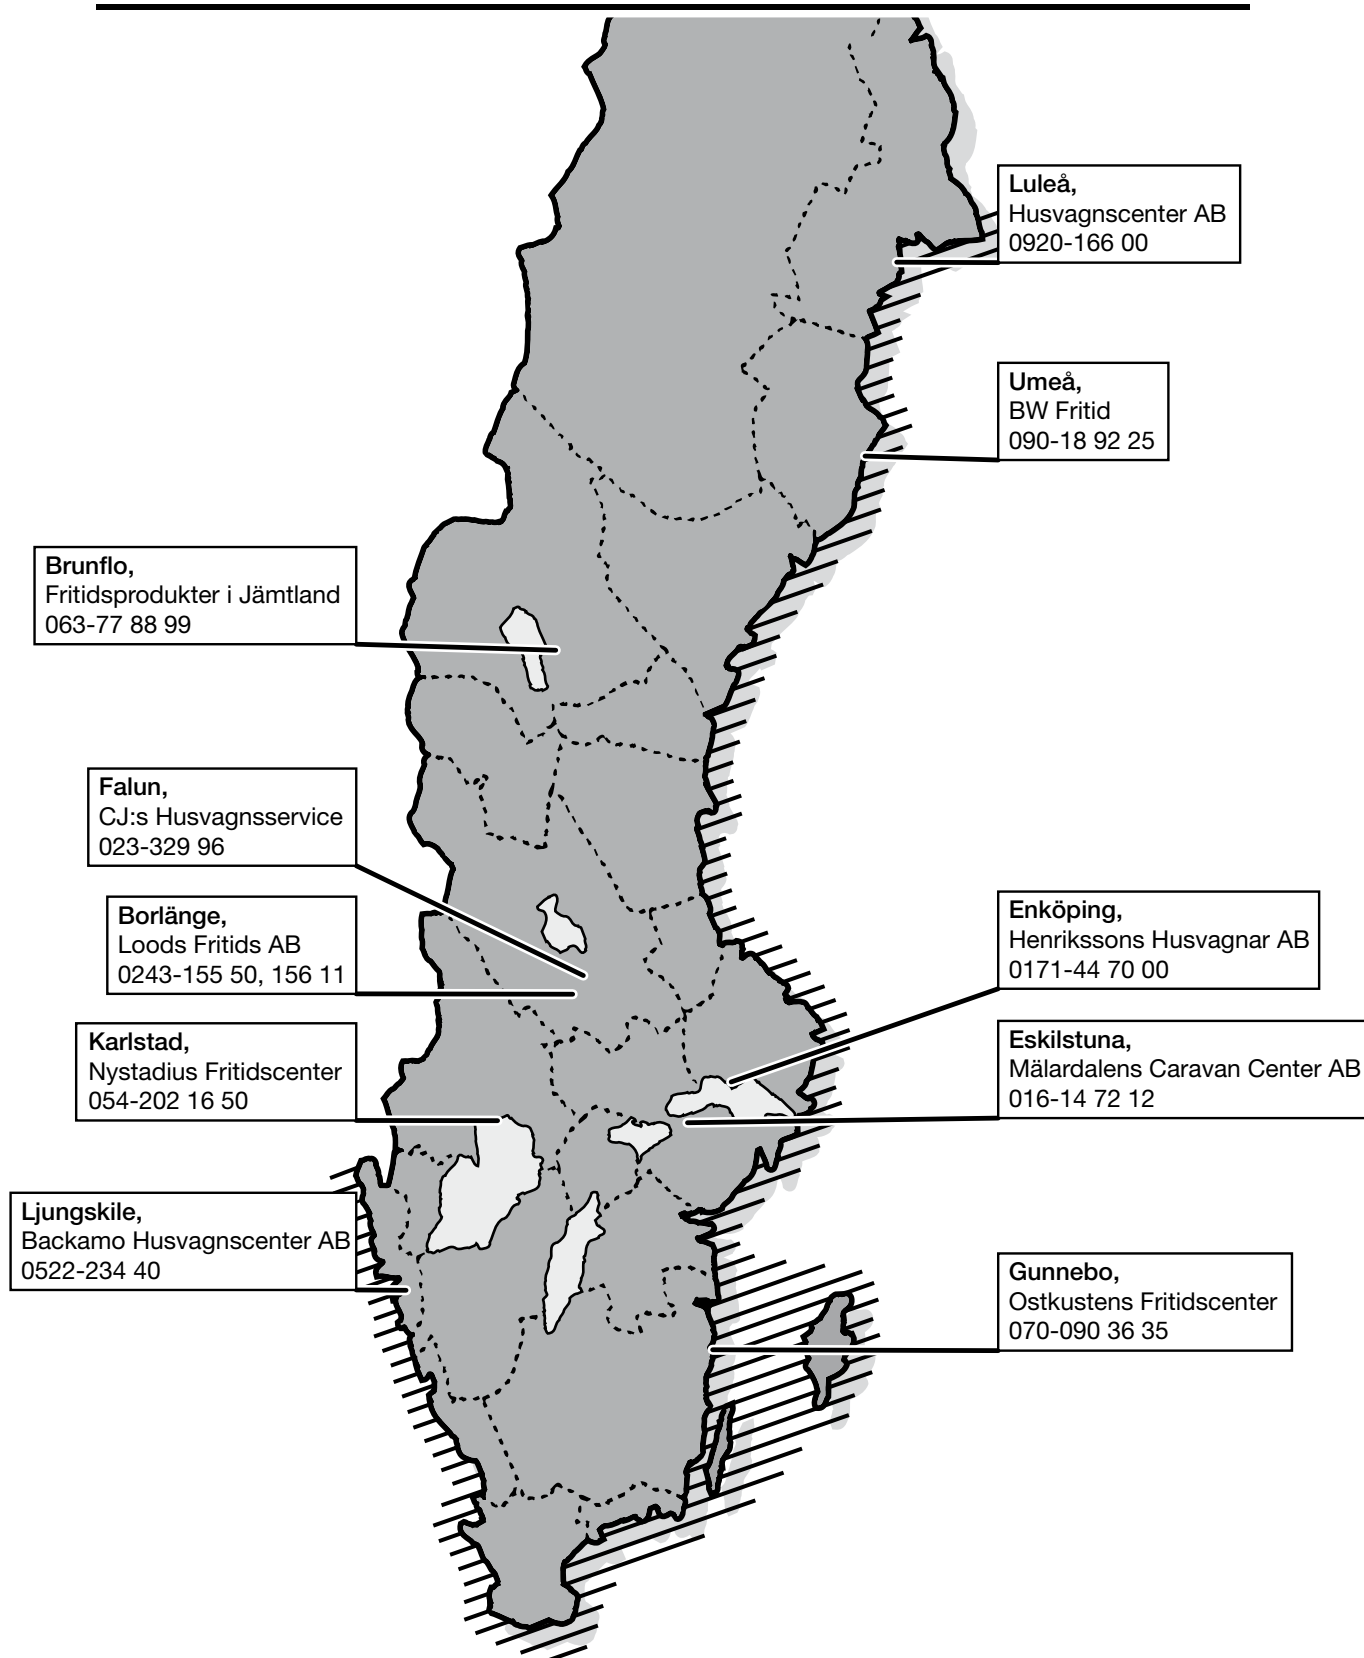 Luleå,
Husvagnscenter AB
0920-166 00
Umeå,
BW Fritid
090-18 92 25
Brunflo,
Fritidsprodukter i Jämtland
063-77 88 99
Falun,
CJ:s Husvagnsservice
023-329 96
Borlänge,
Loods Fritids AB
0243-155 50, 156 11
Karlstad,
Nystadius Fritidscenter
054-202 16 50
Ljungskile,
Backamo Husvagnscenter AB
0522-234 40
Enköping,
Henrikssons Husvagnar AB
0171-44 70 00
Eskilstuna,
Mälardalens Caravan Center AB
016-14 72 12
Gunnebo,
Ostkustens Fritidscenter
070-090 36 35